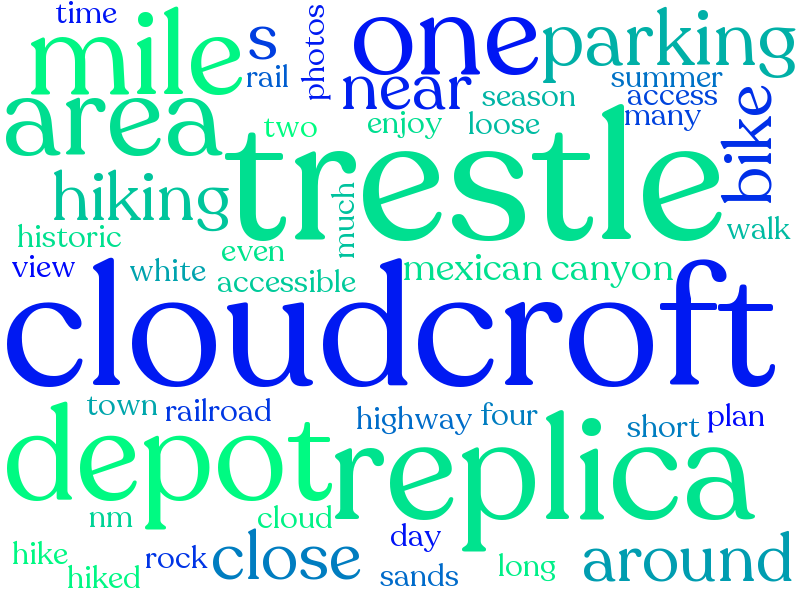 time
mile
s
rail
photos
one
near
parking
season
summer
access
many
area
two
enjoy
loose
bike
trestle
hiking
historic
much
walk
even
view
white
accessible
mexican canyon
cloudcroft
town
railroad
highway
four
short
plan
depot
replica
nm
cloud
hike
hiked
rock
close
day
sands
long
around